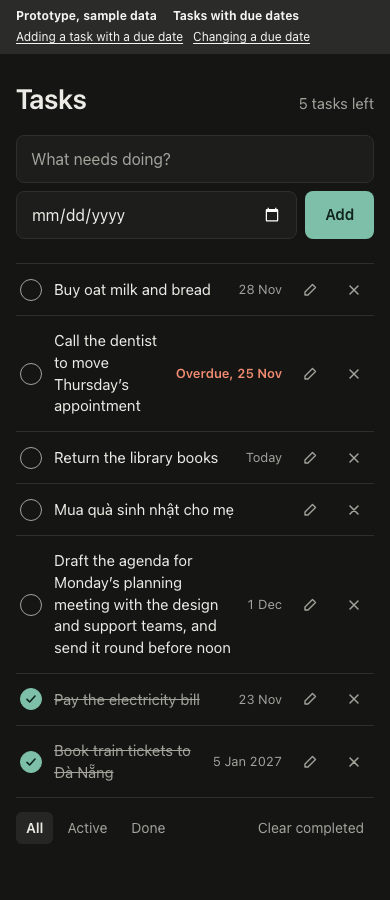 Prototype, sample data Tasks with due dates
Adding a task with a due date Changing a due date
Tasks 5 tasks left
What needs doing?
mm/dd/yyyy Add
Buy oat milk and bread 28 Nov
Call the dentist
to move
Thursday’s
appointment
Overdue, 25 Nov
Return the library books Today
Mua quà sinh nhật cho mẹ
Draft the agenda for
Monday’s planning
meeting with the design
and support teams, and
send it round before noon
1 Dec
Pay the electricity bill 23 Nov
Book train tickets to
Đà Nẵng
5 Jan 2027
All Active Done Clear completed